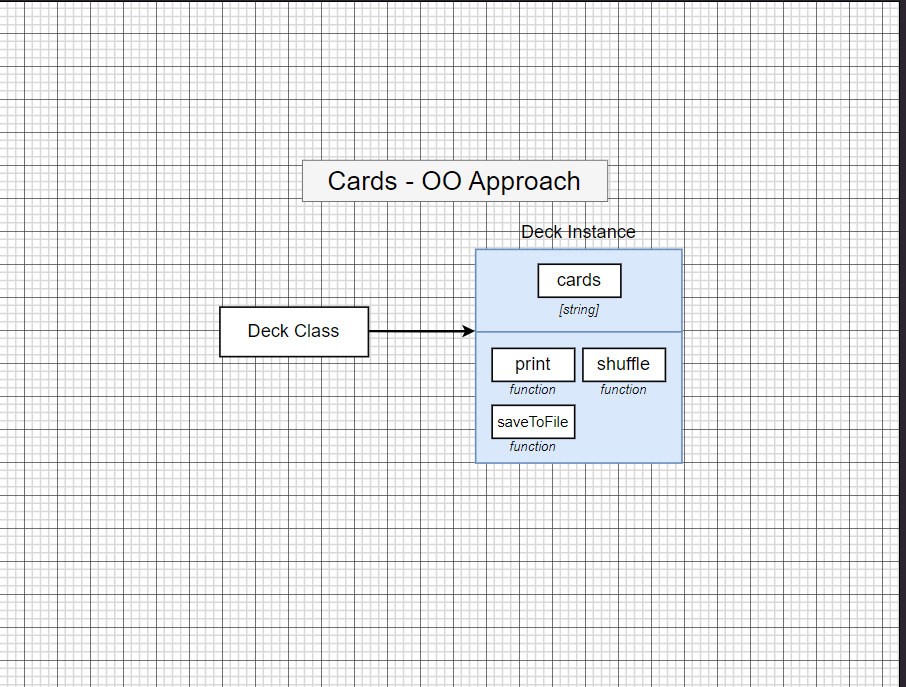 Cards - OO Approach
Deck Instance
cards
[string]
Deck Class
print
shuffle
function
function
saveToFile
function